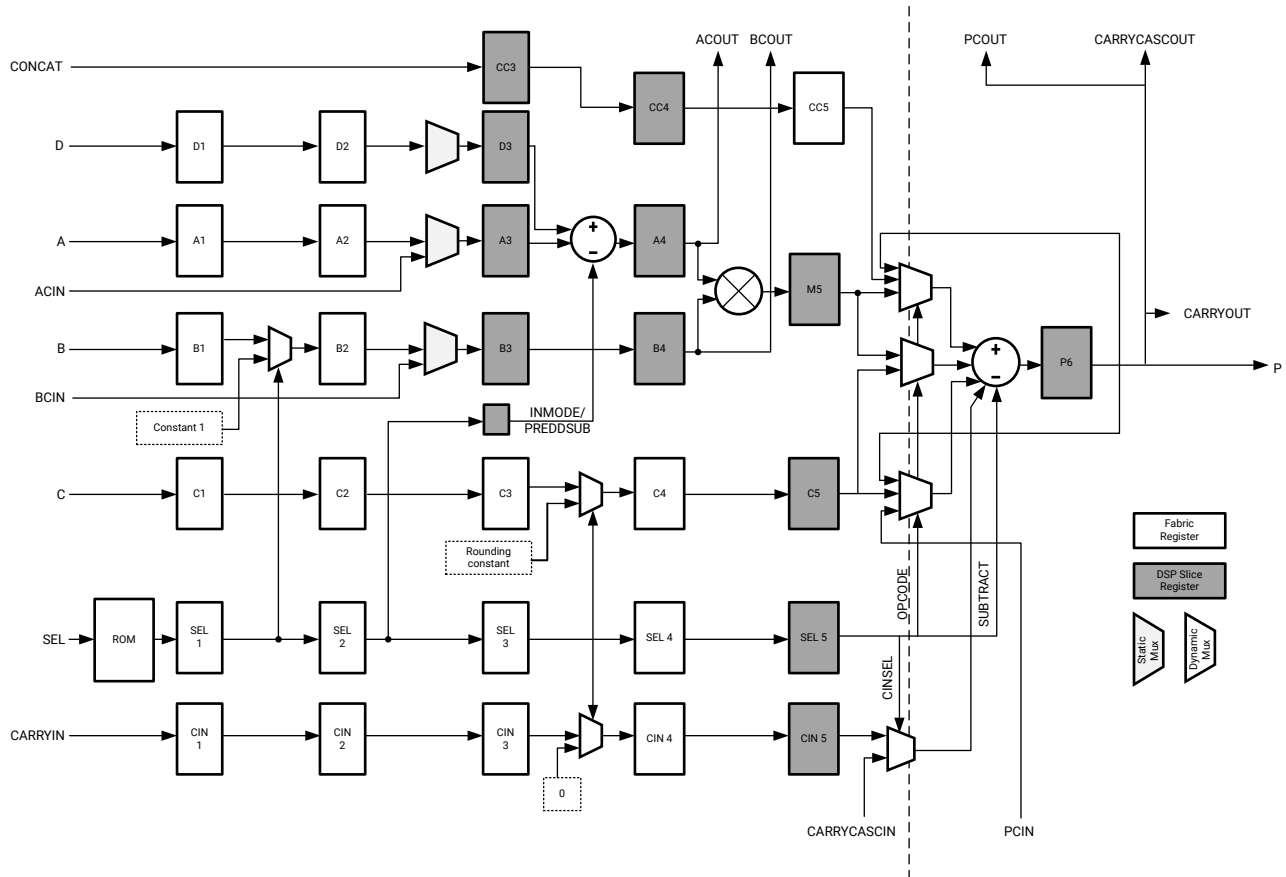 ACOUT BCOUT PCOUT CARRYCASCOUT
CONCAT CC3
CC4 CC5
D D1 D2 D3
A A1 A2 A3 A4
ACIN
M5
CARRYOUT
B B1 B2 B3 B4
+
−
+
−
P6 P
BCIN
Constant 1
INMODE/
PREDDSUB
C C1 C2 C3 C4 C5
Rounding
constant
Fabric
Register
DSP Slice
Register
OPCODE
SUBTRACT
SEL ROM
SEL
1
SEL
2
SEL
3
SEL 4
SEL 5
Static
Mux
Dynamic
Mux
CINSEL
CARRYIN
CIN
1
CIN
2
CIN
3
CIN 4
CIN 5
0
CARRYCASCIN PCIN